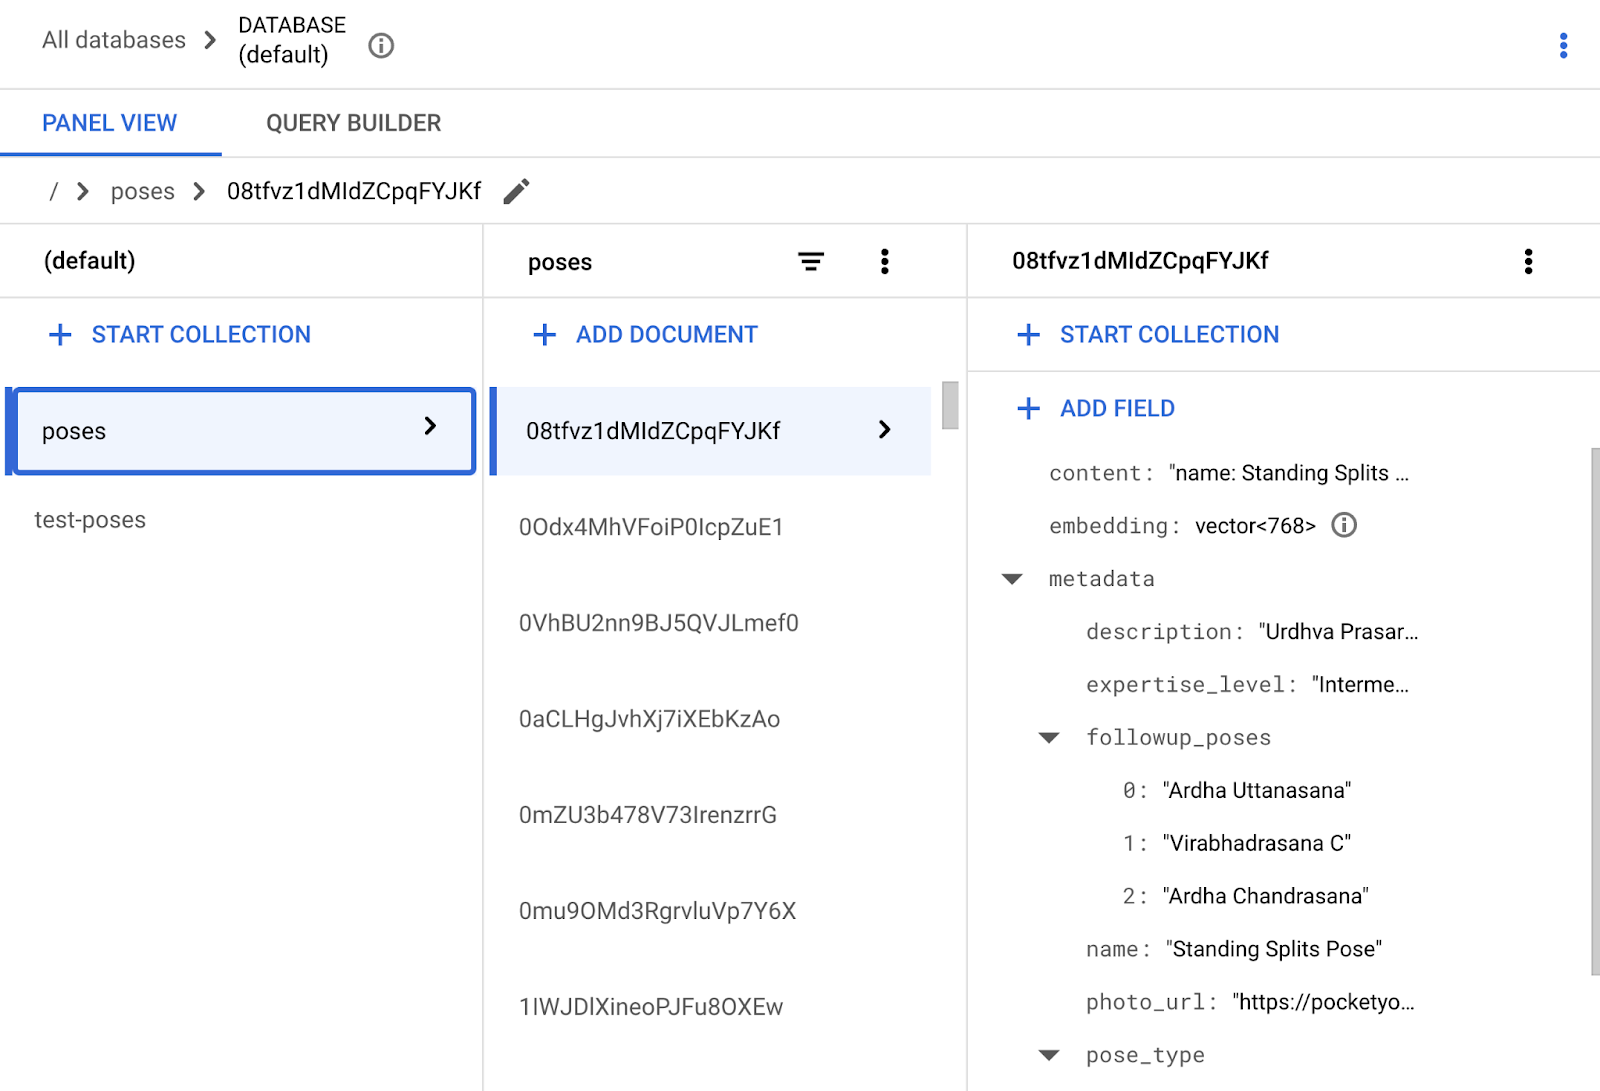 All databases
DATABASE
(default)
PANEL VIEW
QUERY BUILDER
/ poses 08tfvz1dMIdZCpqFYJKf
(default)
START COLLECTION
poses
test-poses
poses
ADD DOCUMENT
08tfvz1dMIdZCpqFYJKf
0Odx4MhVFoiP0IcpZuE1
0VhBU2nn9BJ5QVJLmef0
0aCLHgJvhXj7iXEbKzAo
0mZU3b478V73IrenzrrG
0mu9OMd3RgrvluVp7Y6X
1IWJDlXineoPJFu8OXEw
08tfvz1dMIdZCpqFYJKf
START COLLECTION
ADD FIELD
content: "name: Standing Splits ...
embedding: vector<768>
metadata
description: "Urdhva Prasar...
expertise_level: "Interme...
followup_poses
0: "Ardha Uttanasana"
1: "Virabhadrasana C"
2: "Ardha Chandrasana"
name: "Standing Splits Pose"
photo_url: "https://pocketyo...
pose_type